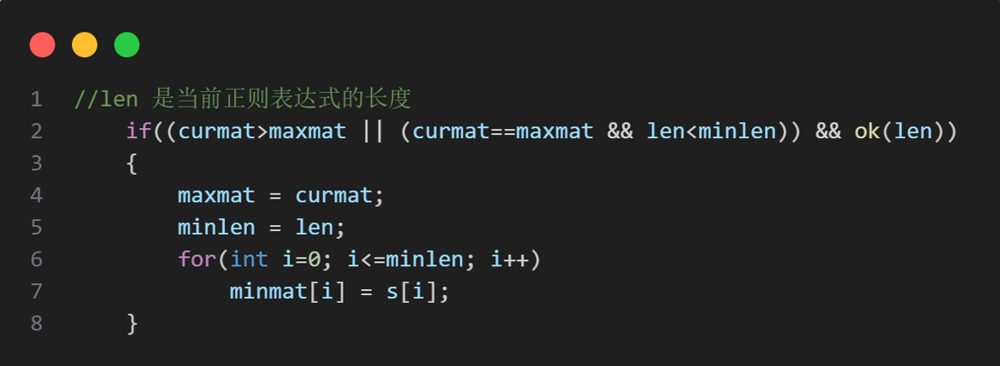 1 //len 是当前正则表达式的长度
2     if((curmat>maxmat || (curmat==maxmat && len<minlen)) && ok(len))
3     {
4         maxmat = curmat;
5         minlen = len;
6         for(int i=0; i<=minlen; i++)
7             minmat[i] = s[i];
8     }